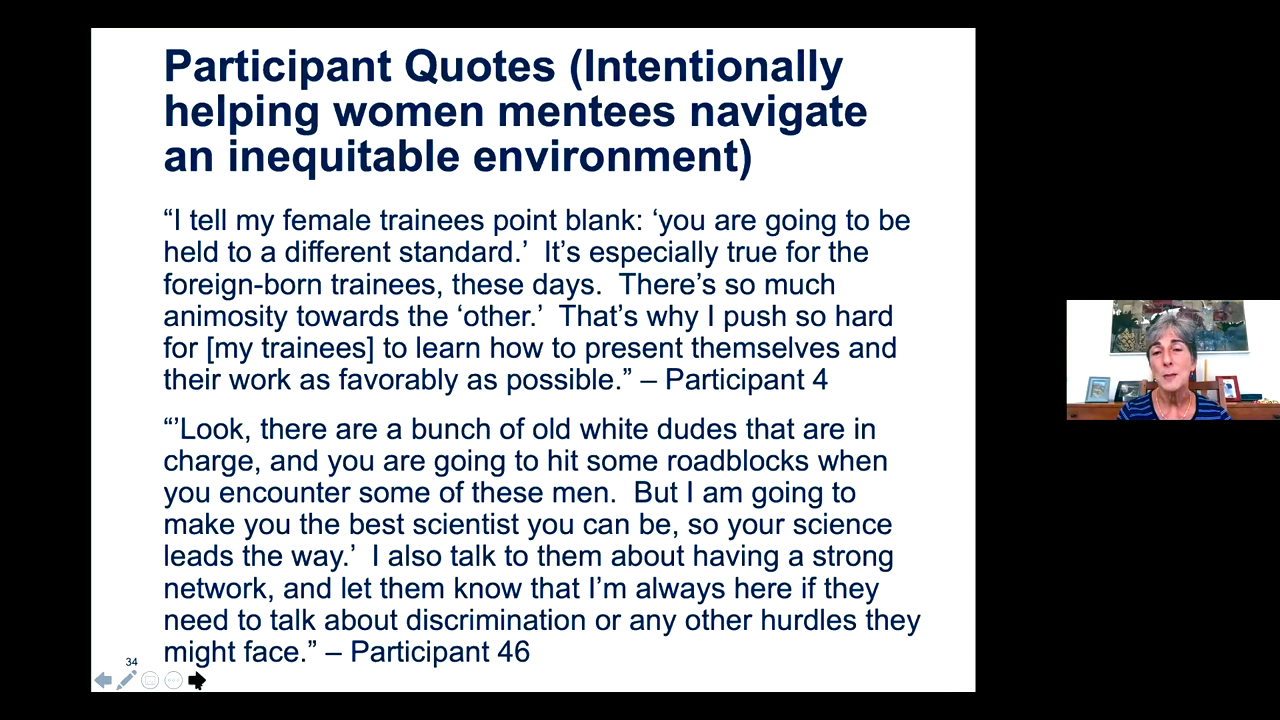 Participant Quotes (Intentionally
helping women mentees navigate
an inequitable environment)
“I tell my female trainees point blank: ‘you are going to be
held to a different standard.’  It’s especially true for the
foreign-born trainees, these days.  There’s so much
animosity towards the ‘other.’  That’s why I push so hard
for [my trainees] to learn how to present themselves and
their work as favorably as possible.” – Participant 4
“’Look, there are a bunch of old white dudes that are in
charge, and you are going to hit some roadblocks when
you encounter some of these men.  But I am going to
make you the best scientist you can be, so your science
leads the way.’  I also talk to them about having a strong
network, and let them know that I’m always here if they
need to talk about discrimination or any other hurdles they
might face.” – Participant 46
34